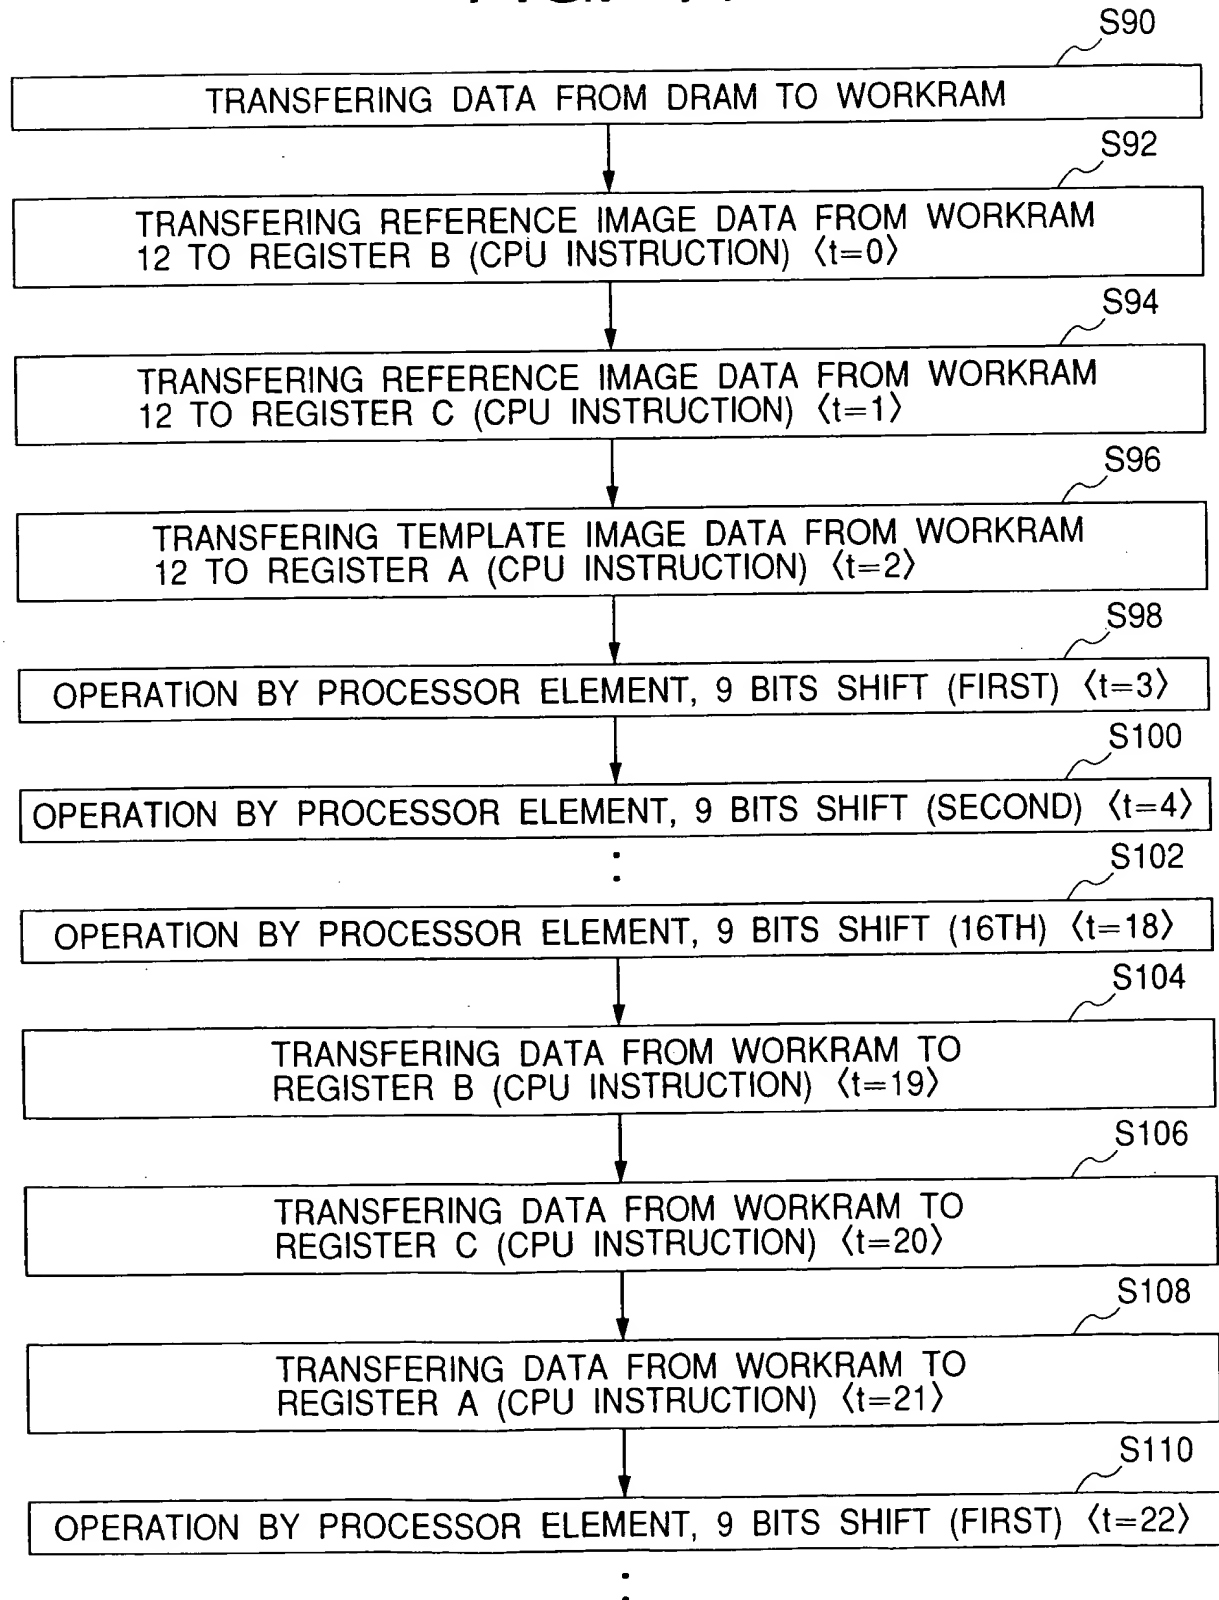 S90
TRANSFERING DATA FROM DRAM TO WORKRAM
S92
TRANSFERING REFERENCE IMAGE DATA FROM WORKRAM
12 TO REGISTER B (CPU INSTRUCTION) ⟨t=0⟩
S94
TRANSFERING REFERENCE IMAGE DATA FROM WORKRAM
12 TO REGISTER C (CPU INSTRUCTION) ⟨t=1⟩
S96
TRANSFERING TEMPLATE IMAGE DATA FROM WORKRAM
12 TO REGISTER A (CPU INSTRUCTION) ⟨t=2⟩
S98
OPERATION BY PROCESSOR ELEMENT, 9 BITS SHIFT (FIRST) ⟨t=3⟩
S100
OPERATION BY PROCESSOR ELEMENT, 9 BITS SHIFT (SECOND) ⟨t=4⟩
S102
OPERATION BY PROCESSOR ELEMENT, 9 BITS SHIFT (16TH) ⟨t=18⟩
S104
TRANSFERING DATA FROM WORKRAM TO
REGISTER B (CPU INSTRUCTION) ⟨t=19⟩
S106
TRANSFERING DATA FROM WORKRAM TO
REGISTER C (CPU INSTRUCTION) ⟨t=20⟩
S108
TRANSFERING DATA FROM WORKRAM TO
REGISTER A (CPU INSTRUCTION) ⟨t=21⟩
S110
OPERATION BY PROCESSOR ELEMENT, 9 BITS SHIFT (FIRST) ⟨t=22⟩